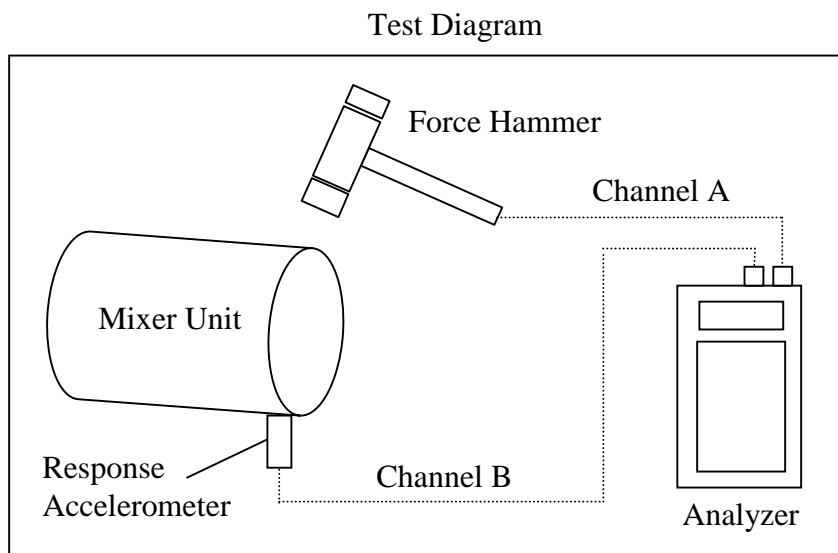 Test Diagram
Force Hammer
Channel A
Mixer Unit
Response
Accelerometer
Channel B
Analyzer